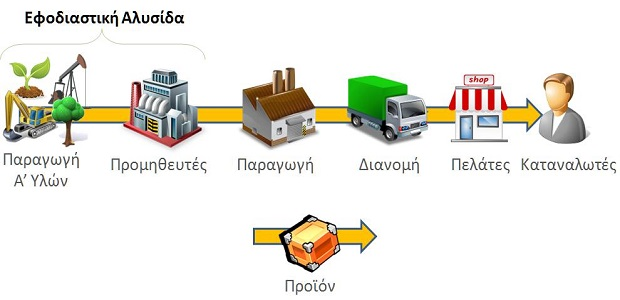 Εφοδιαστική Αλυσίδα
shop
Παραγωγή
Α’ Υλών
Προμηθευτές
Παραγωγή
Διανομή
Πελάτες
Καταναλωτές
Προϊόν